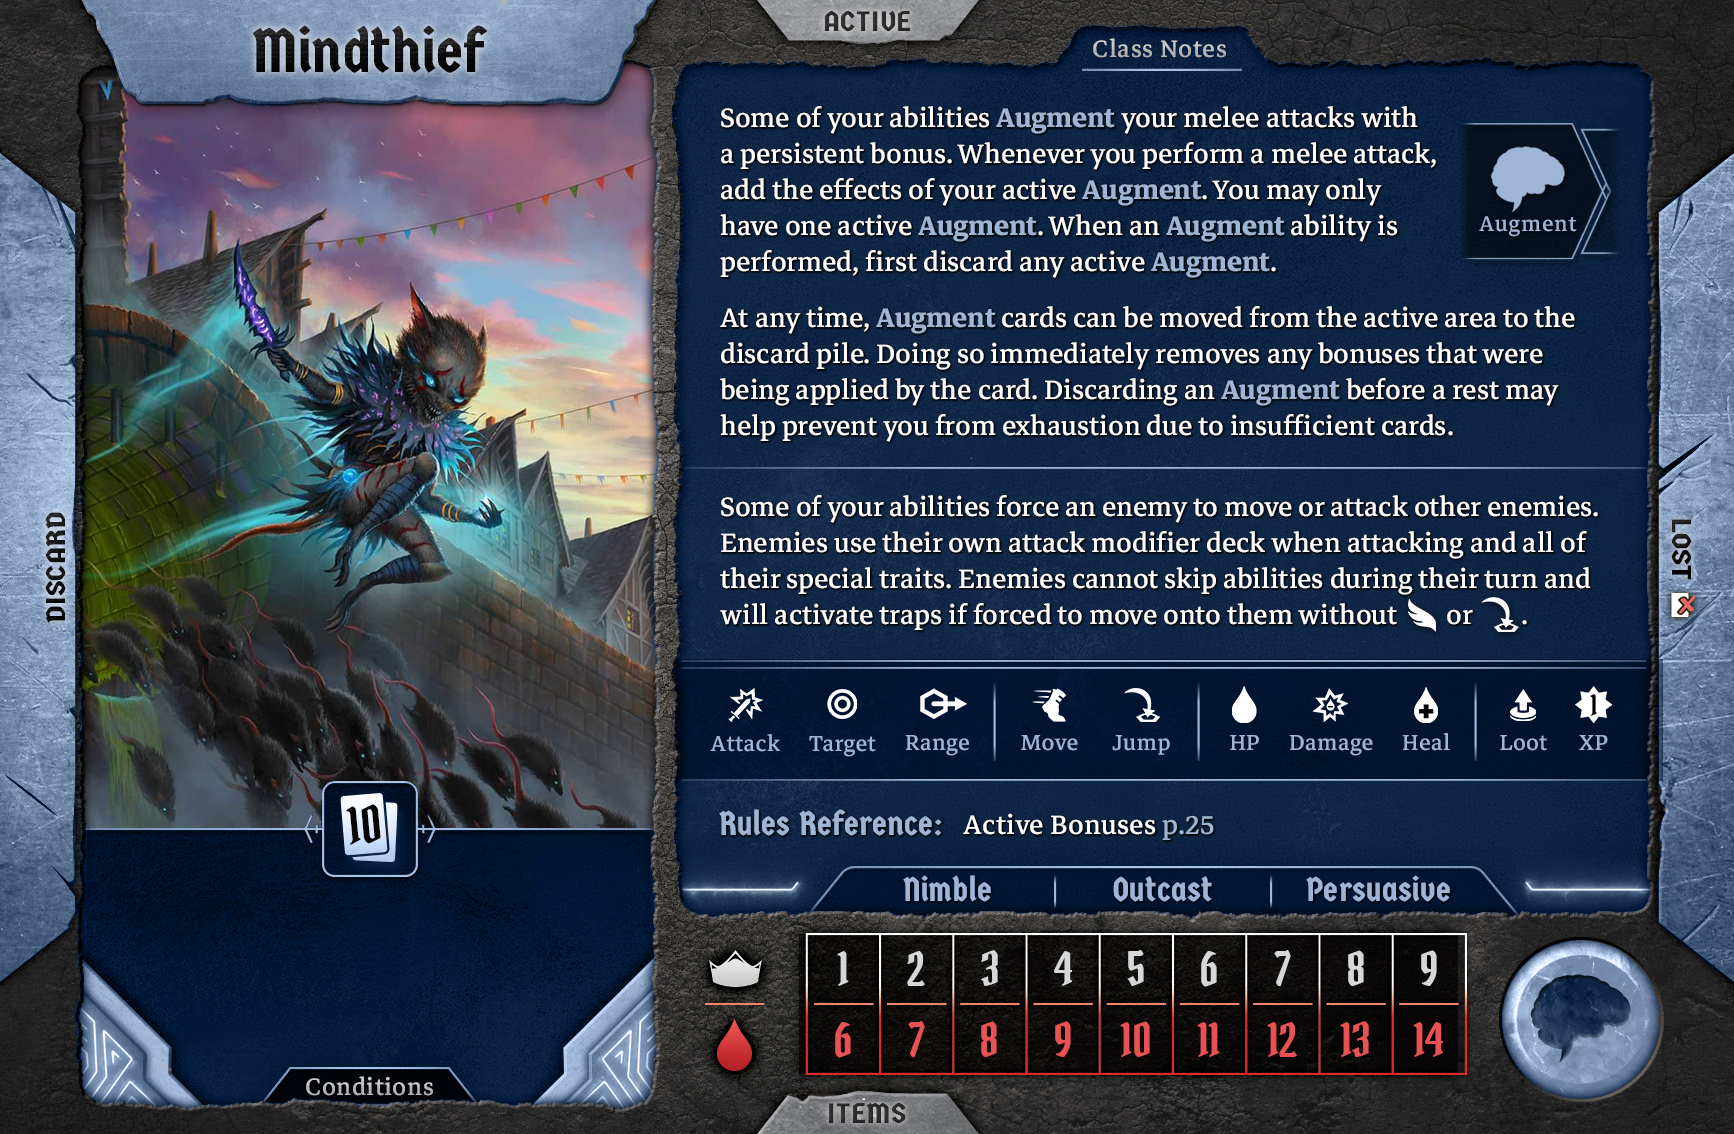 Mindthief
ACTIVE
Class Notes
Some of your abilities Augment your melee attacks with
a persistent bonus. Whenever you perform a melee attack,
add the effects of your active Augment. You may only
have one active Augment. When an Augment ability is
performed, first discard any active Augment.
Augment
At any time, Augment cards can be moved from the active area to the
discard pile. Doing so immediately removes any bonuses that were
being applied by the card. Discarding an Augment before a rest may
help prevent you from exhaustion due to insufficient cards.
Some of your abilities force an enemy to move or attack other enemies.
Enemies use their own attack modifier deck when attacking and all of
their special traits. Enemies cannot skip abilities during their turn and
will activate traps if forced to move onto them without or .
DISCARD
LOST
1
Attack Target Range Move Jump HP Damage Heal Loot XP
10
Rules Reference: Active Bonuses p.25
Nimble Outcast Persuasive
1 2 3 4 5 6 7 8 9
6 7 8 9 10 11 12 13 14
Conditions
ITEMS